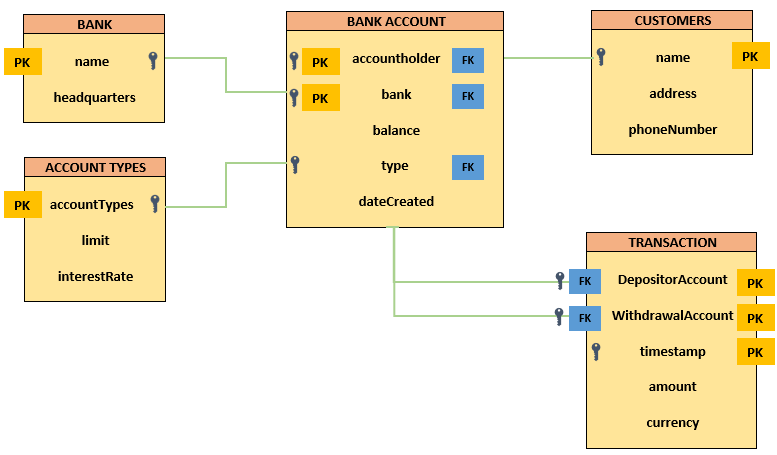 BANK
PK
name
headquarters
ACCOUNT TYPES
PK
accountTypes
limit
interestRate
BANK ACCOUNT
PK
accountholder
FK
PK
bank
FK
balance
type
FK
dateCreated
CUSTOMERS
name
PK
address
phoneNumber
TRANSACTION
FK
DepositorAccount
PK
FK
WithdrawalAccount
PK
timestamp
PK
amount
currency